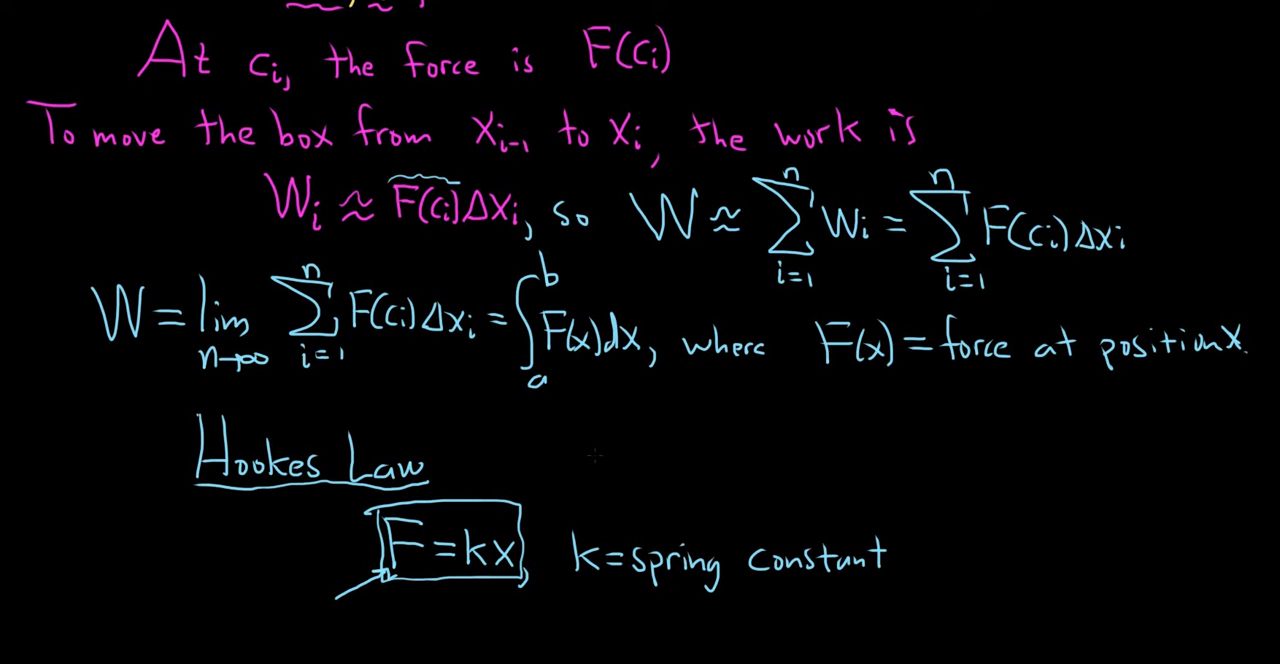 At cᵢ, the force is F(cᵢ)
To move the box from xᵢ₋₁ to xᵢ, the work is
Wᵢ ≈ F(cᵢ)Δxᵢ, so W ≈ ∑ᵢ₌₁ⁿ Wᵢ = ∑ᵢ₌₁ⁿ F(cᵢ)Δxᵢ
W = lim n→∞ ∑ᵢ₌₁ⁿ F(cᵢ)Δxᵢ = ∫ₐᵇ F(x)dx, where F(x) = force at position x.
Hookes Law
F = kx, k = spring constant